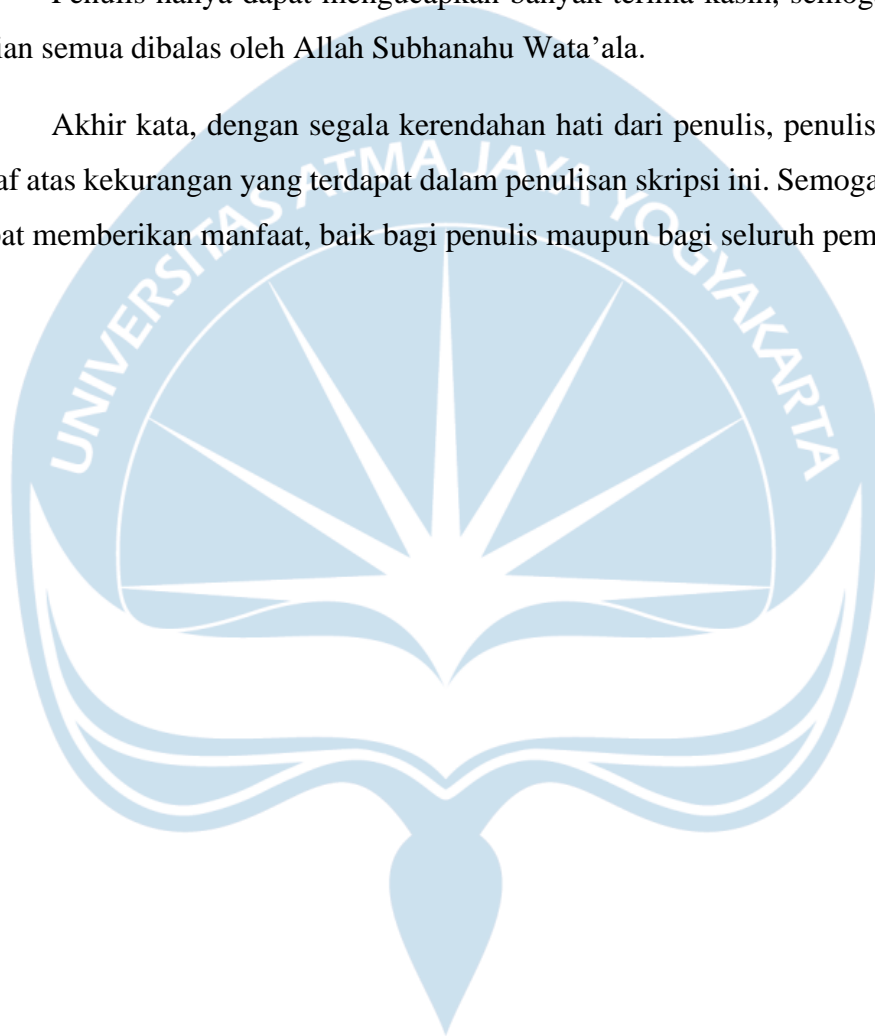 Penulis hanya dapat mengucapkan banyak terima kasih, semoga
ian semua dibalas oleh Allah Subhanahu Wata’ala.
Akhir kata, dengan segala kerendahan hati dari penulis, penulis
af atas kekurangan yang terdapat dalam penulisan skripsi ini. Semoga
at memberikan manfaat, baik bagi penulis maupun bagi seluruh pem
UNIVERSITAS ATMA JAYA YOGYAKARTA